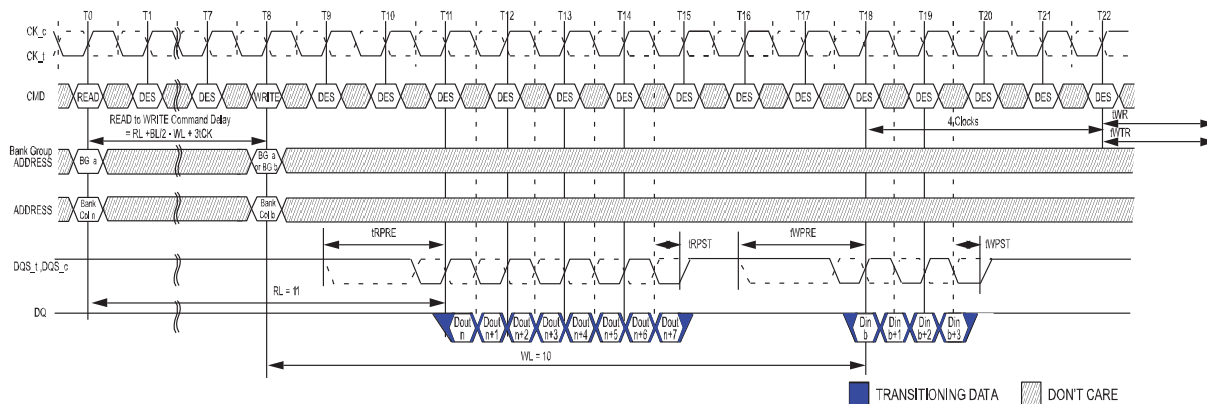 T0 T1 T7 T8 T9 T10 T11 T12 T13 T14 T15 T16 T17 T18 T19 T20 T21 T22
CK_c
CK_t
CMD READ DES DES WRITE DES DES DES DES DES DES DES DES DES DES DES DES DES DES
READ to WRITE Command Delay
= RL +BL/2 - WL + 3tCK
4 Clocks
tWR
tWTR
Bank Group
ADDRESS
BG a
BG a
or BG b
ADDRESS
Bank
Col n
Bank
Col b
tRPRE tRPST tWPRE tWPST
DQS_t ,DQS_c
RL = 11
DQ
Dout
n
Dout
n+1
Dout
n+2
Dout
n+3
Dout
n+4
Dout
n+5
Dout
n+6
Dout
n+7
Din
b
Din
b+1
Din
b+2
Din
b+3
WL = 10
TRANSITIONING DATA DON'T CARE